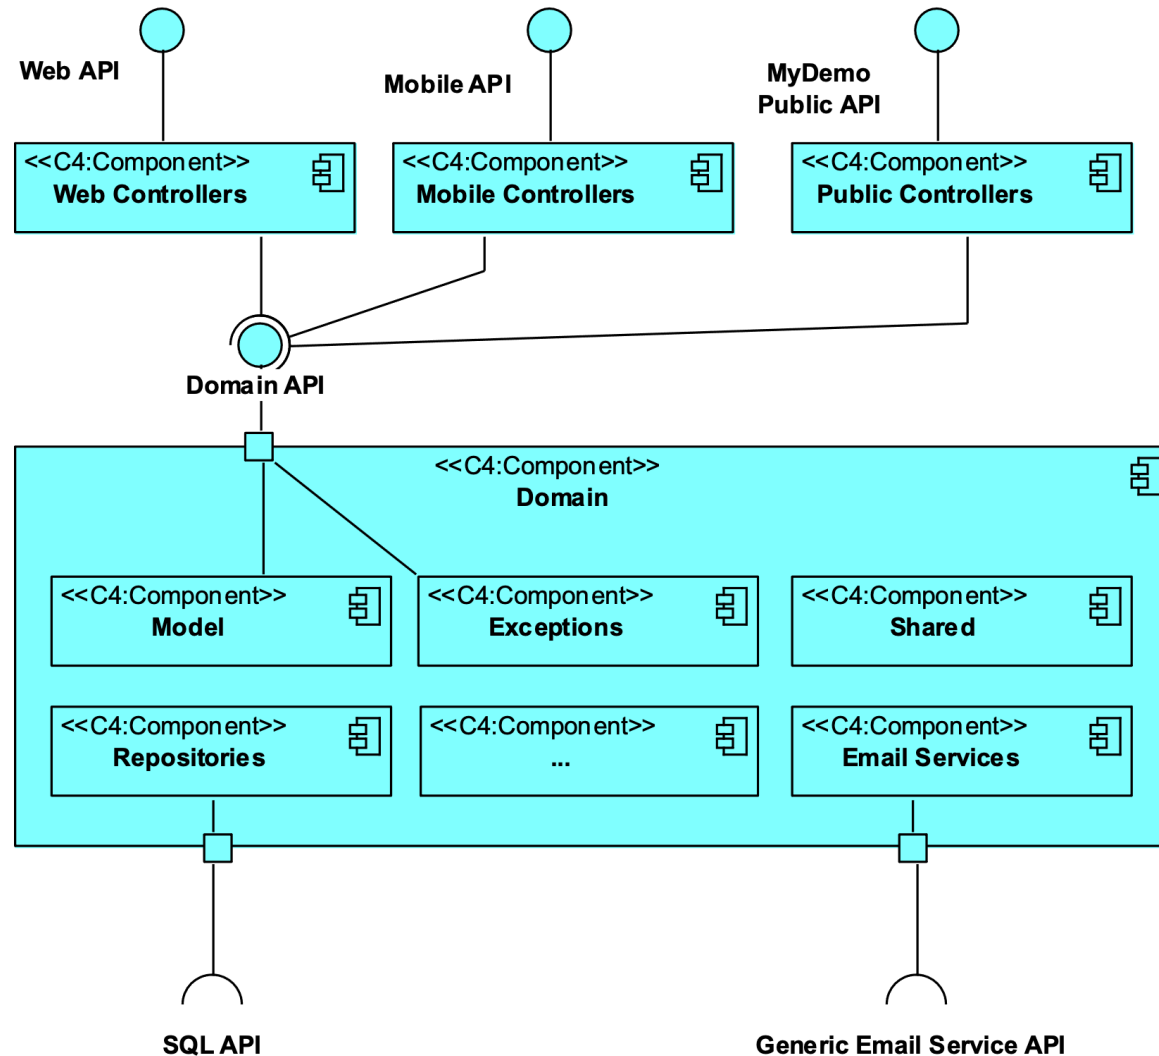 Web API
Mobile API
MyDemo
Public API
<<C4:Component>>
Web Controllers
<<C4:Component>>
Mobile Controllers
<<C4:Component>>
Public Controllers
Domain API
<<C4:Component>>
Domain
<<C4:Component>>
Model
<<C4:Component>>
Exceptions
<<C4:Component>>
Shared
<<C4:Component>>
Repositories
<<C4:Component>>
...
<<C4:Component>>
Email Services
SQL API
Generic Email Service API